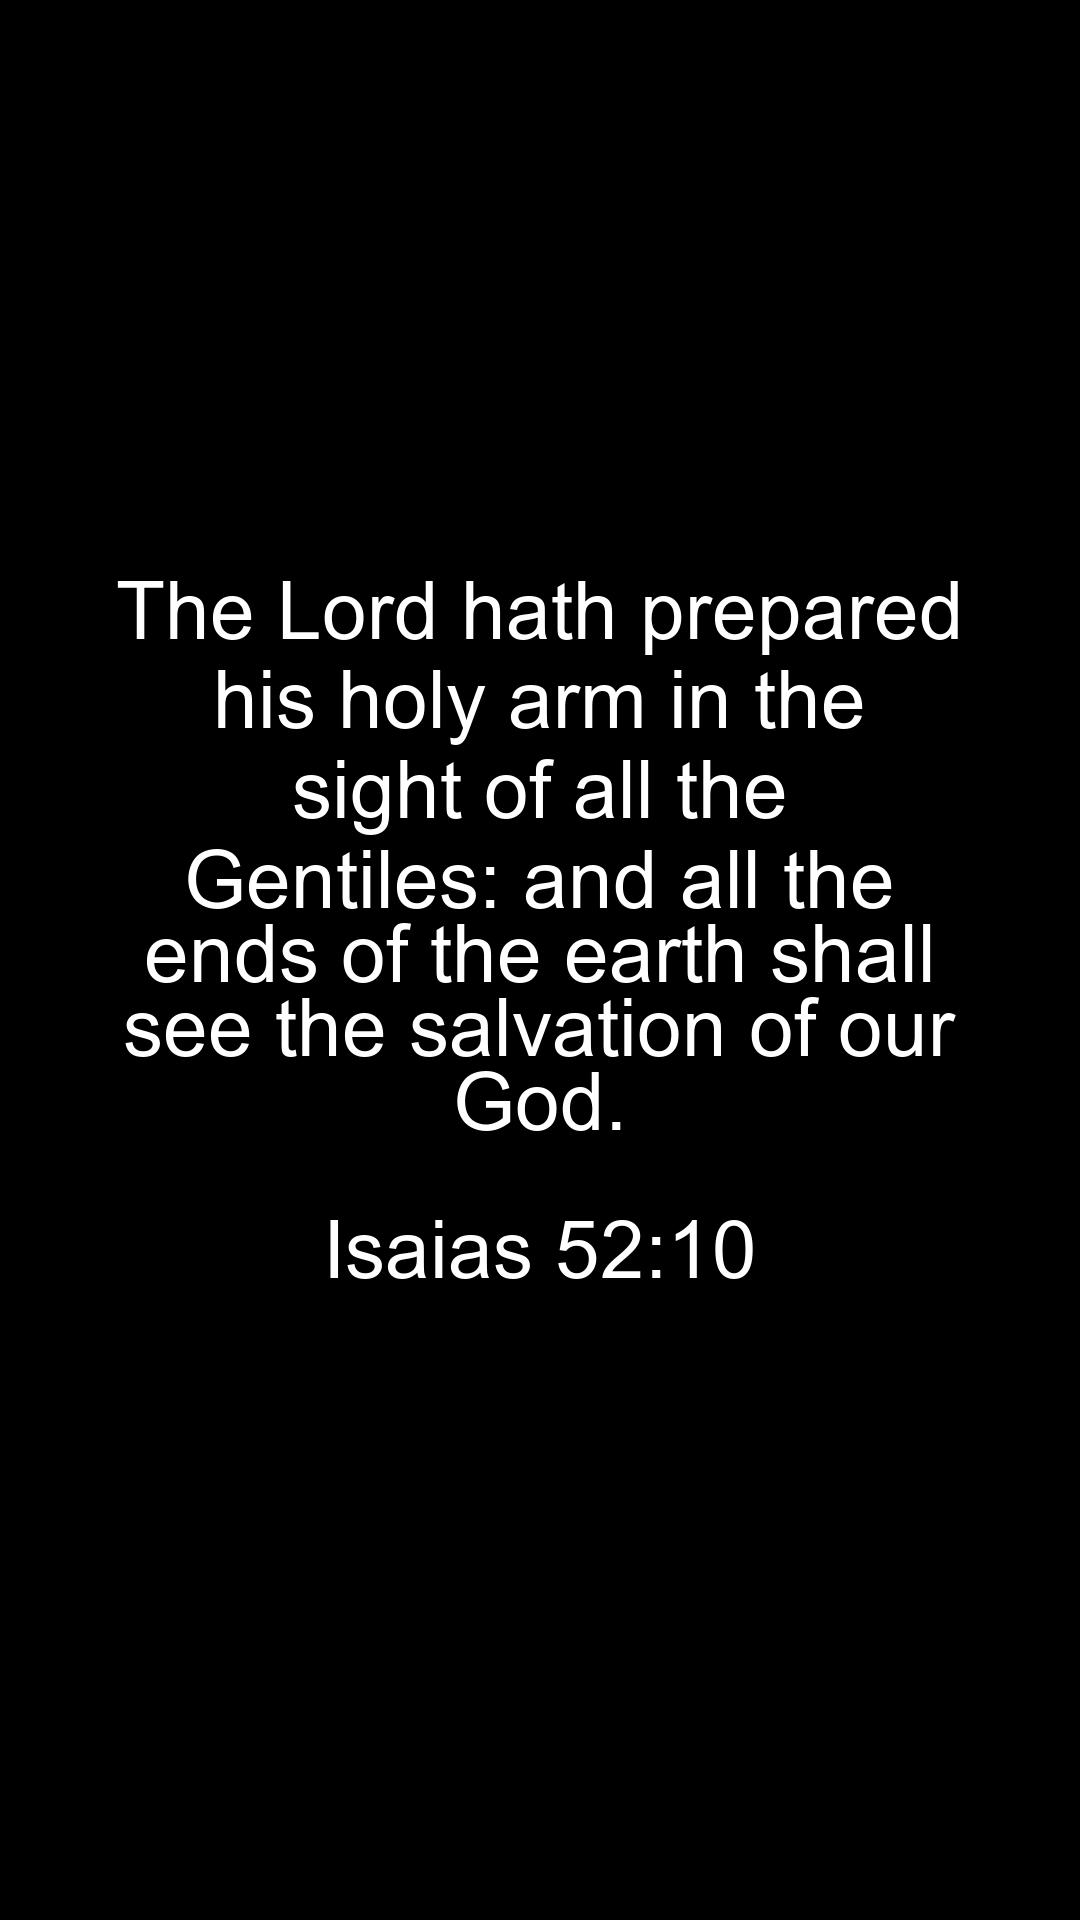 The Lord hath prepared
his holy arm in the
sight of all the
Gentiles: and all the
ends of the earth shall
see the salvation of our
God.
Isaias 52:10